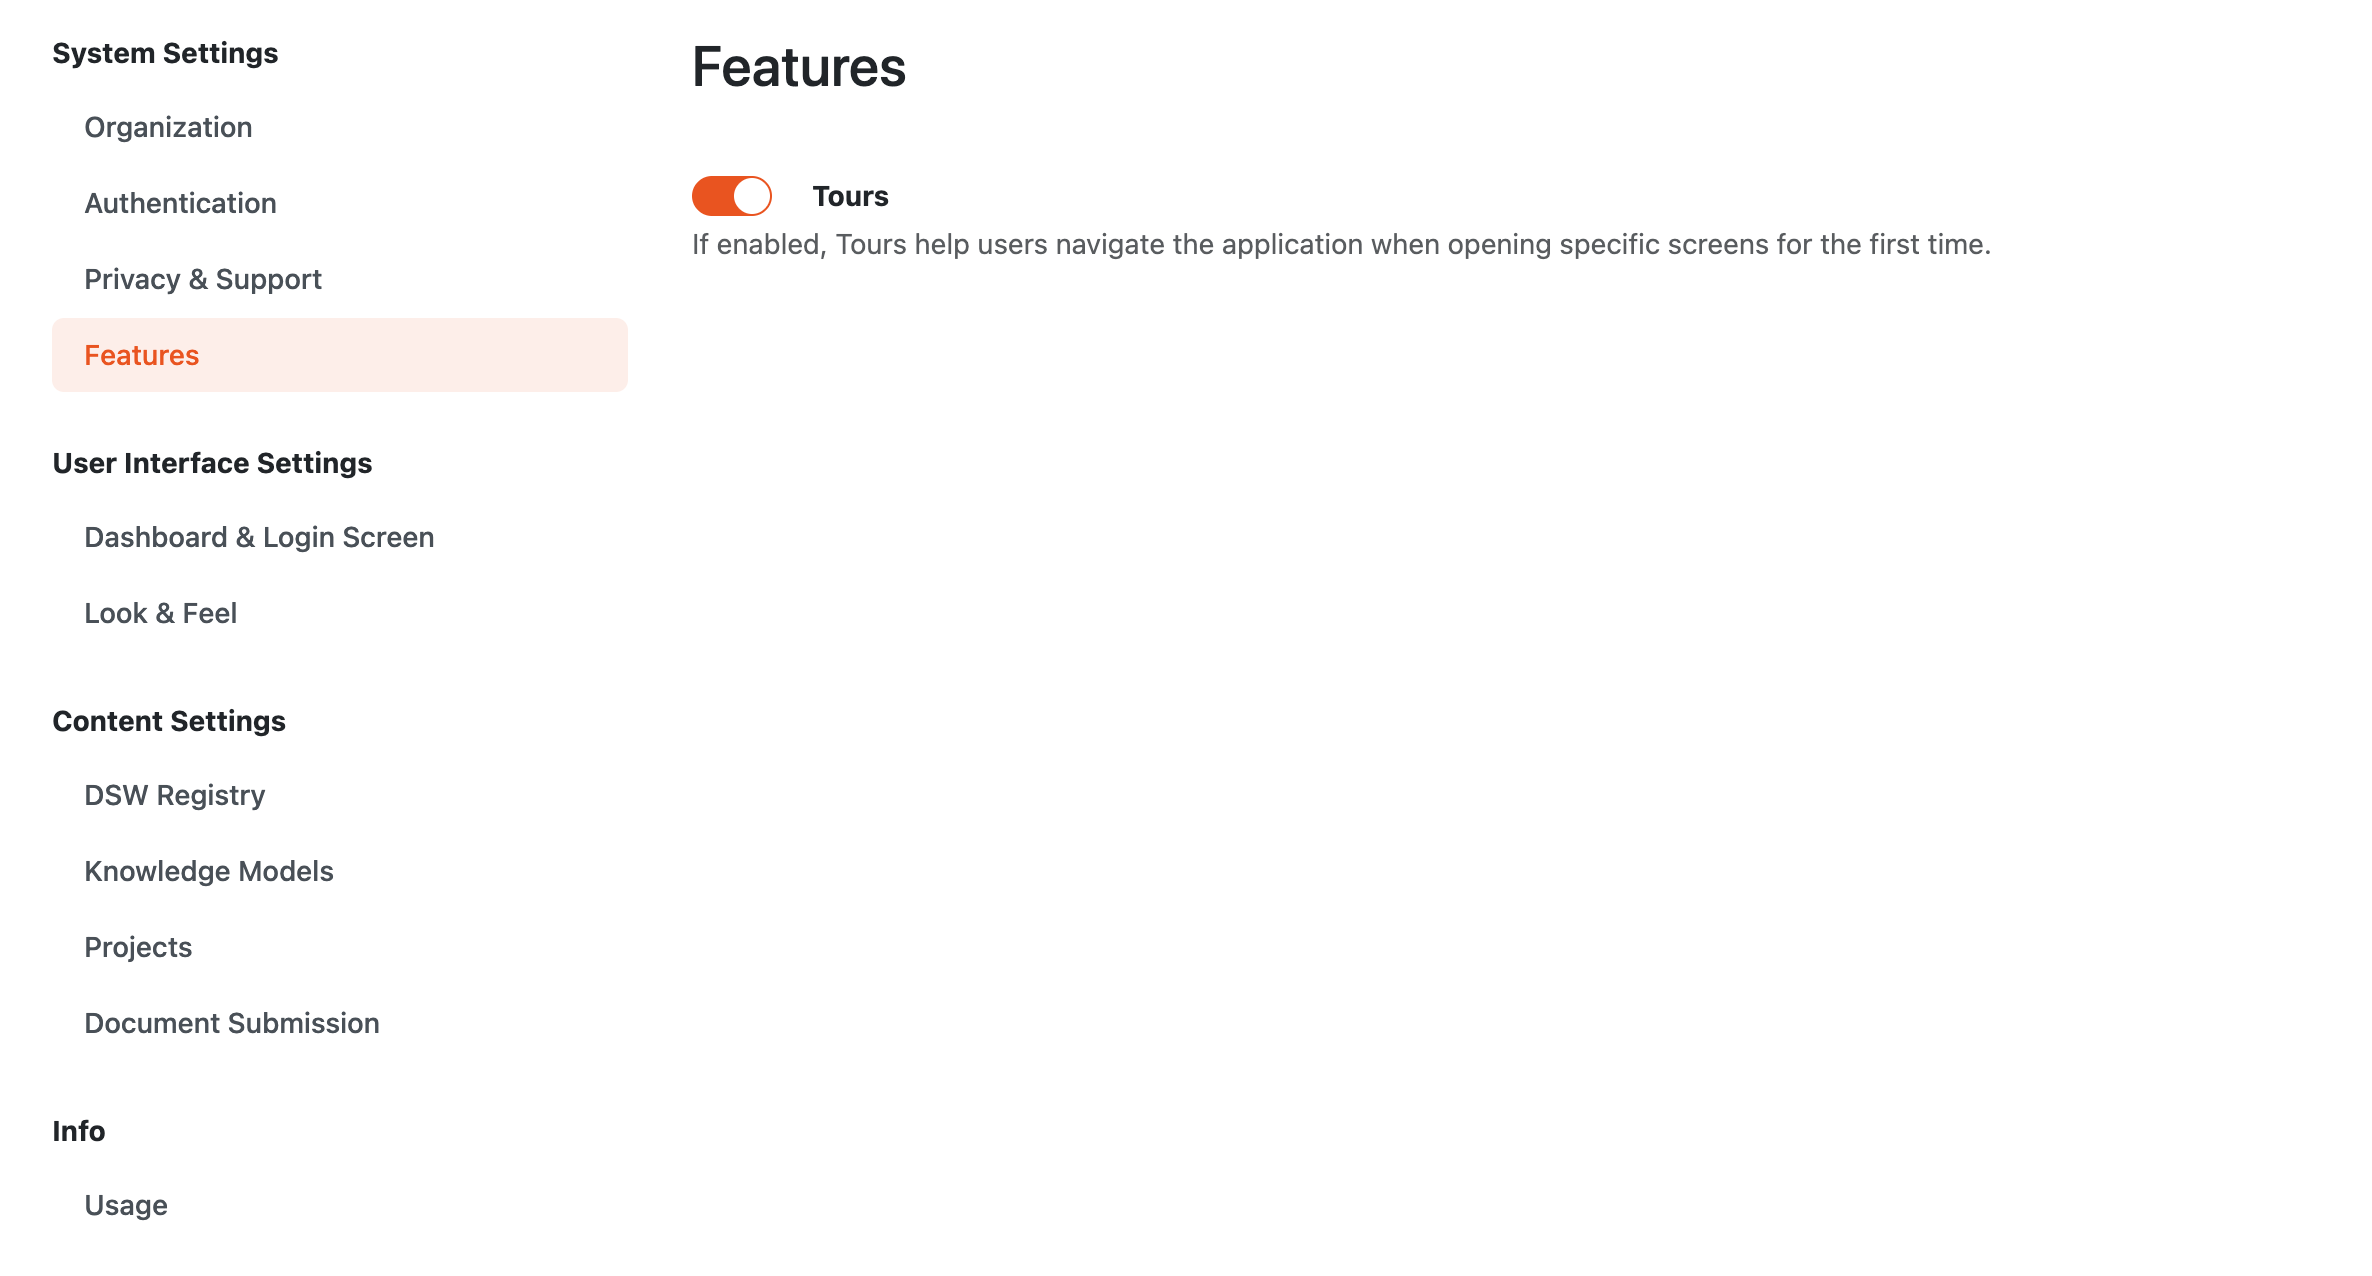 System Settings
Organization
Authentication
Privacy & Support
Features
User Interface Settings
Dashboard & Login Screen
Look & Feel
Content Settings
DSW Registry
Knowledge Models
Projects
Document Submission
Info
Usage
Features
Tours
If enabled, Tours help users navigate the application when opening specific screens for the first time.